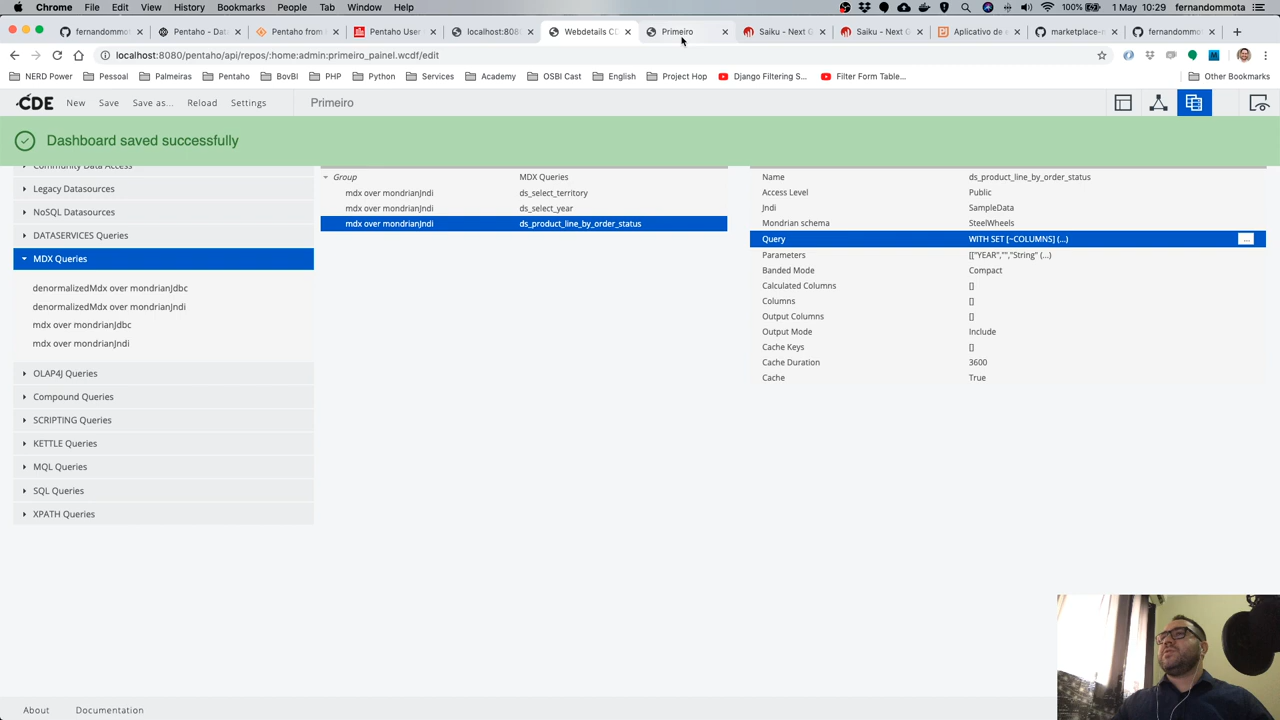 Chrome File Edit View History Bookmarks People Tab Window Help 100% 1 May 10:29 fernandommota
fernandommo Pentaho - Dat Pentaho from Pentaho User localhost:808 Webdetails CD Primeiro Saiku - Next G Saiku - Next G Aplicativo de c marketplace-m fernandommo
localhost:8080/pentaho/api/repos/:home:admin:primeiro_painel.wcdf/edit
NERD Power Pessoal Palmeiras Pentaho BovBI PHP Python Services Academy OSBI Cast English Project Hop Django Filtering S... Filter Form Table... Other Bookmarks
CDE New Save Save as... Reload Settings Primeiro
Dashboard saved successfully
Community Data Access
Legacy Datasources
NoSQL Datasources
DATASERVICES Queries
MDX Queries
denormalizedMdx over mondrianJdbc
denormalizedMdx over mondrianJndi
mdx over mondrianJdbc
mdx over mondrianJndi
OLAP4J Queries
Compound Queries
SCRIPTING Queries
KETTLE Queries
MQL Queries
SQL Queries
XPATH Queries
Group MDX Queries
mdx over mondrianJndi ds_select_territory
mdx over mondrianJndi ds_select_year
mdx over mondrianJndi ds_product_line_by_order_status
Name ds_product_line_by_order_status
Access Level Public
Jndi SampleData
Mondrian schema SteelWheels
Query WITH SET [~COLUMNS] (...) ...
Parameters [["YEAR","","String" (...)
Banded Mode Compact
Calculated Columns []
Columns []
Output Columns []
Output Mode Include
Cache Keys []
Cache Duration 3600
Cache True
About Documentation